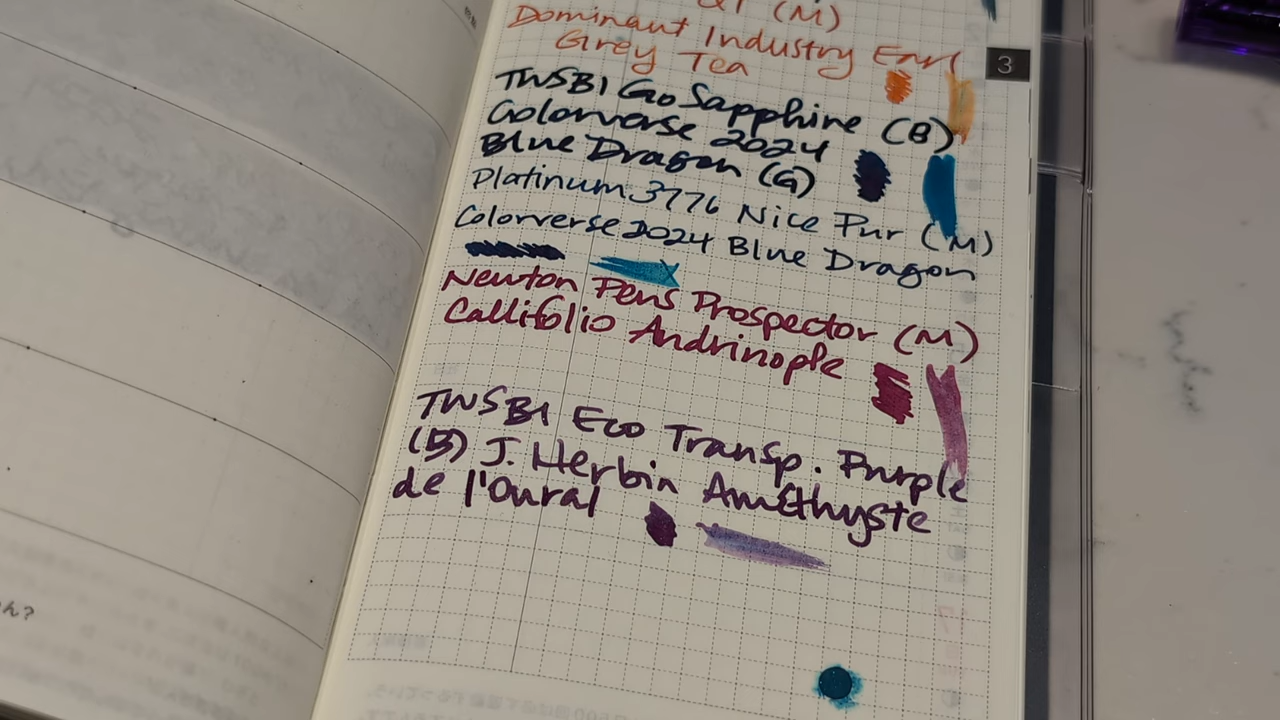 (M)
Dominant Industry Earl
Grey Tea
3
TWSBI Go Sapphire (B)
Colorverse 2024
Blue Dragon (G)
Platinum 3776 Nice Pur (M)
Colorverse 2024 Blue Dragon
Newton Pens Prospector (M)
Callifolio Andrinople
TWSBI Eco Transp. Purple
(B) J. Herbin Améthyste
de l'Oural